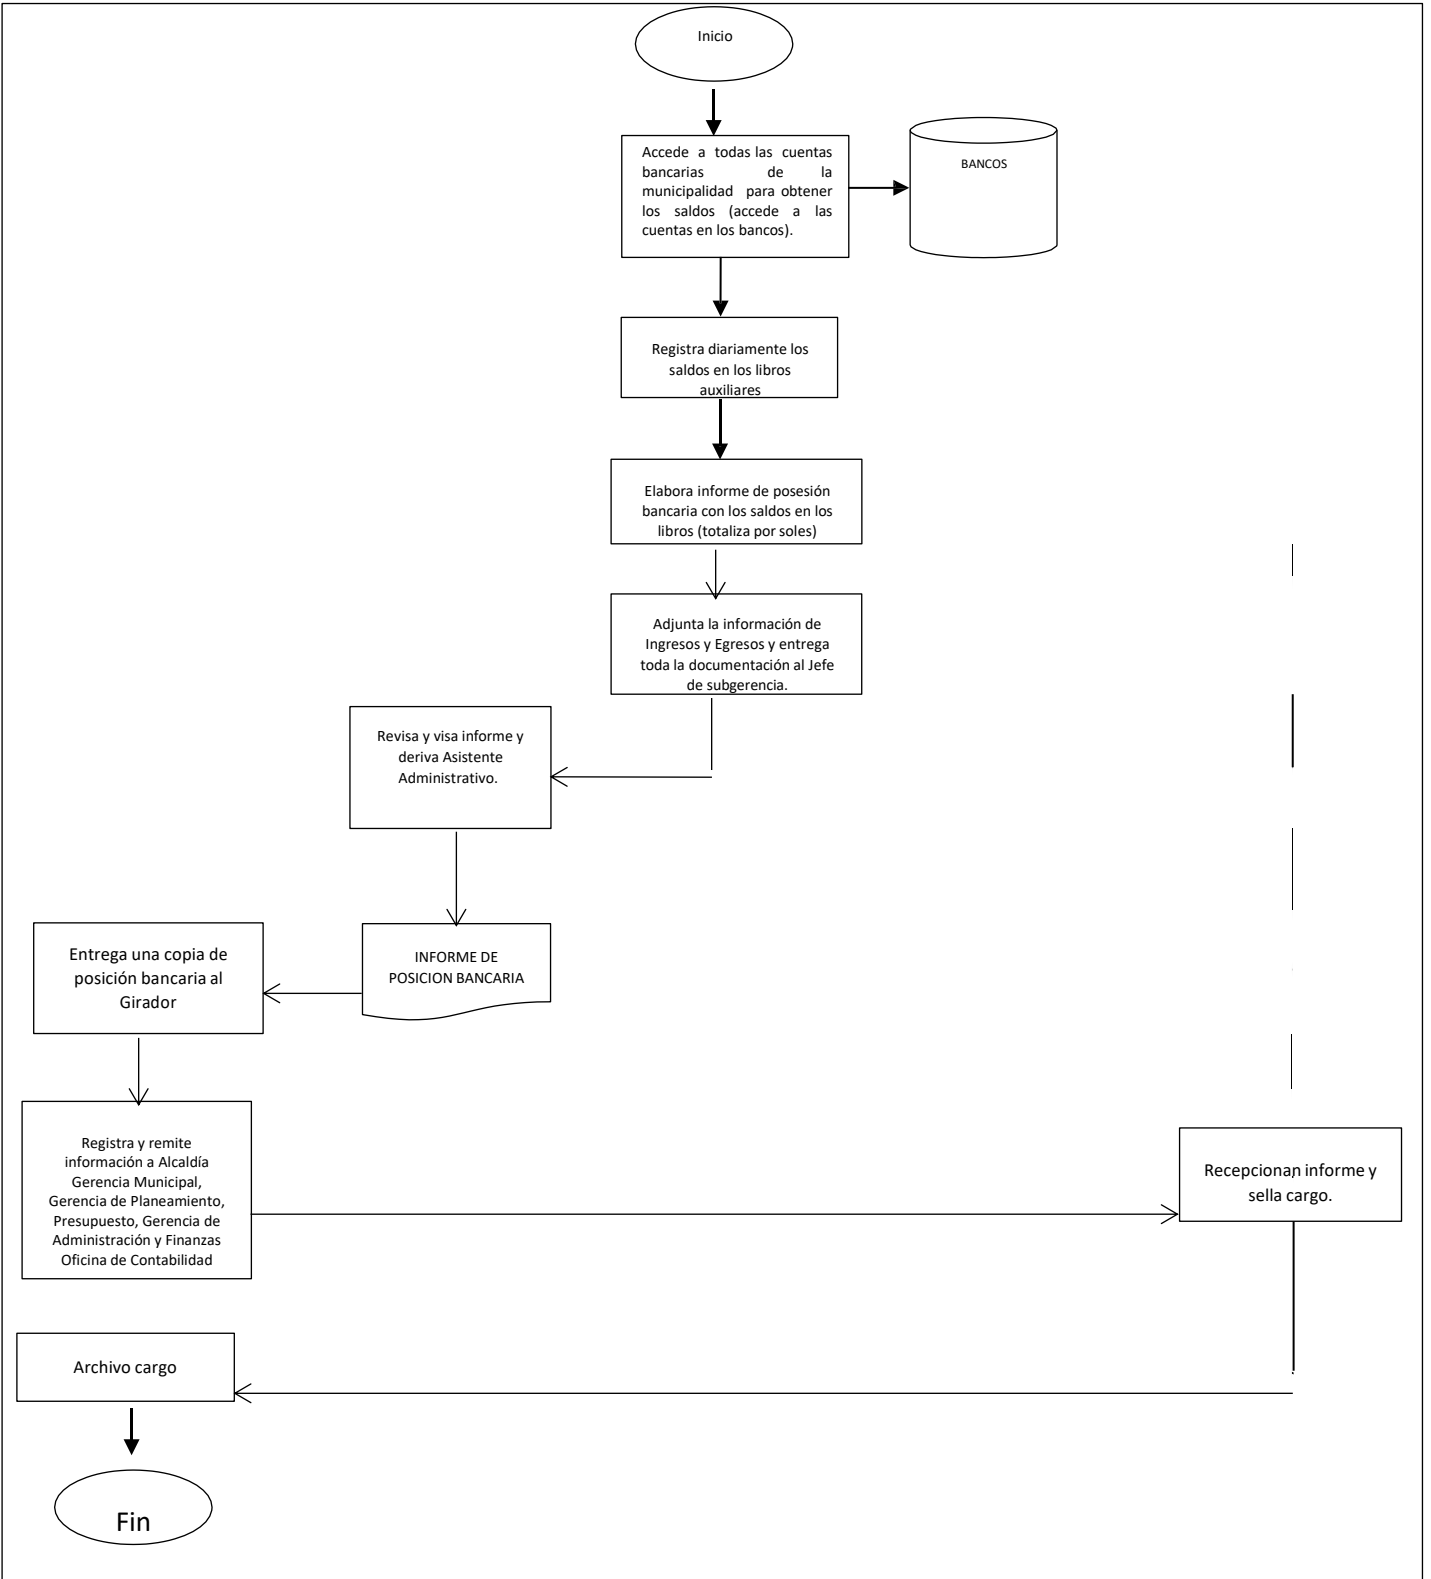 Inicio
Accede a todas las cuentas
bancarias de la
municipalidad para obtener
los saldos (accede a las
cuentas en los bancos).
BANCOS
Registra diariamente los
saldos en los libros
auxiliares
Elabora informe de posesión
bancaria con los saldos en los
libros (totaliza por soles)
Adjunta la información de
Ingresos y Egresos y entrega
toda la documentación al Jefe
de subgerencia.
Revisa y visa informe y
deriva Asistente
Administrativo.
INFORME DE
POSICION BANCARIA
Entrega una copia de
posición bancaria al
Girador
Registra y remite
información a Alcaldía
Gerencia Municipal,
Gerencia de Planeamiento,
Presupuesto, Gerencia de
Administración y Finanzas
Oficina de Contabilidad
Recepcionan informe y
sella cargo.
Archivo cargo
Fin